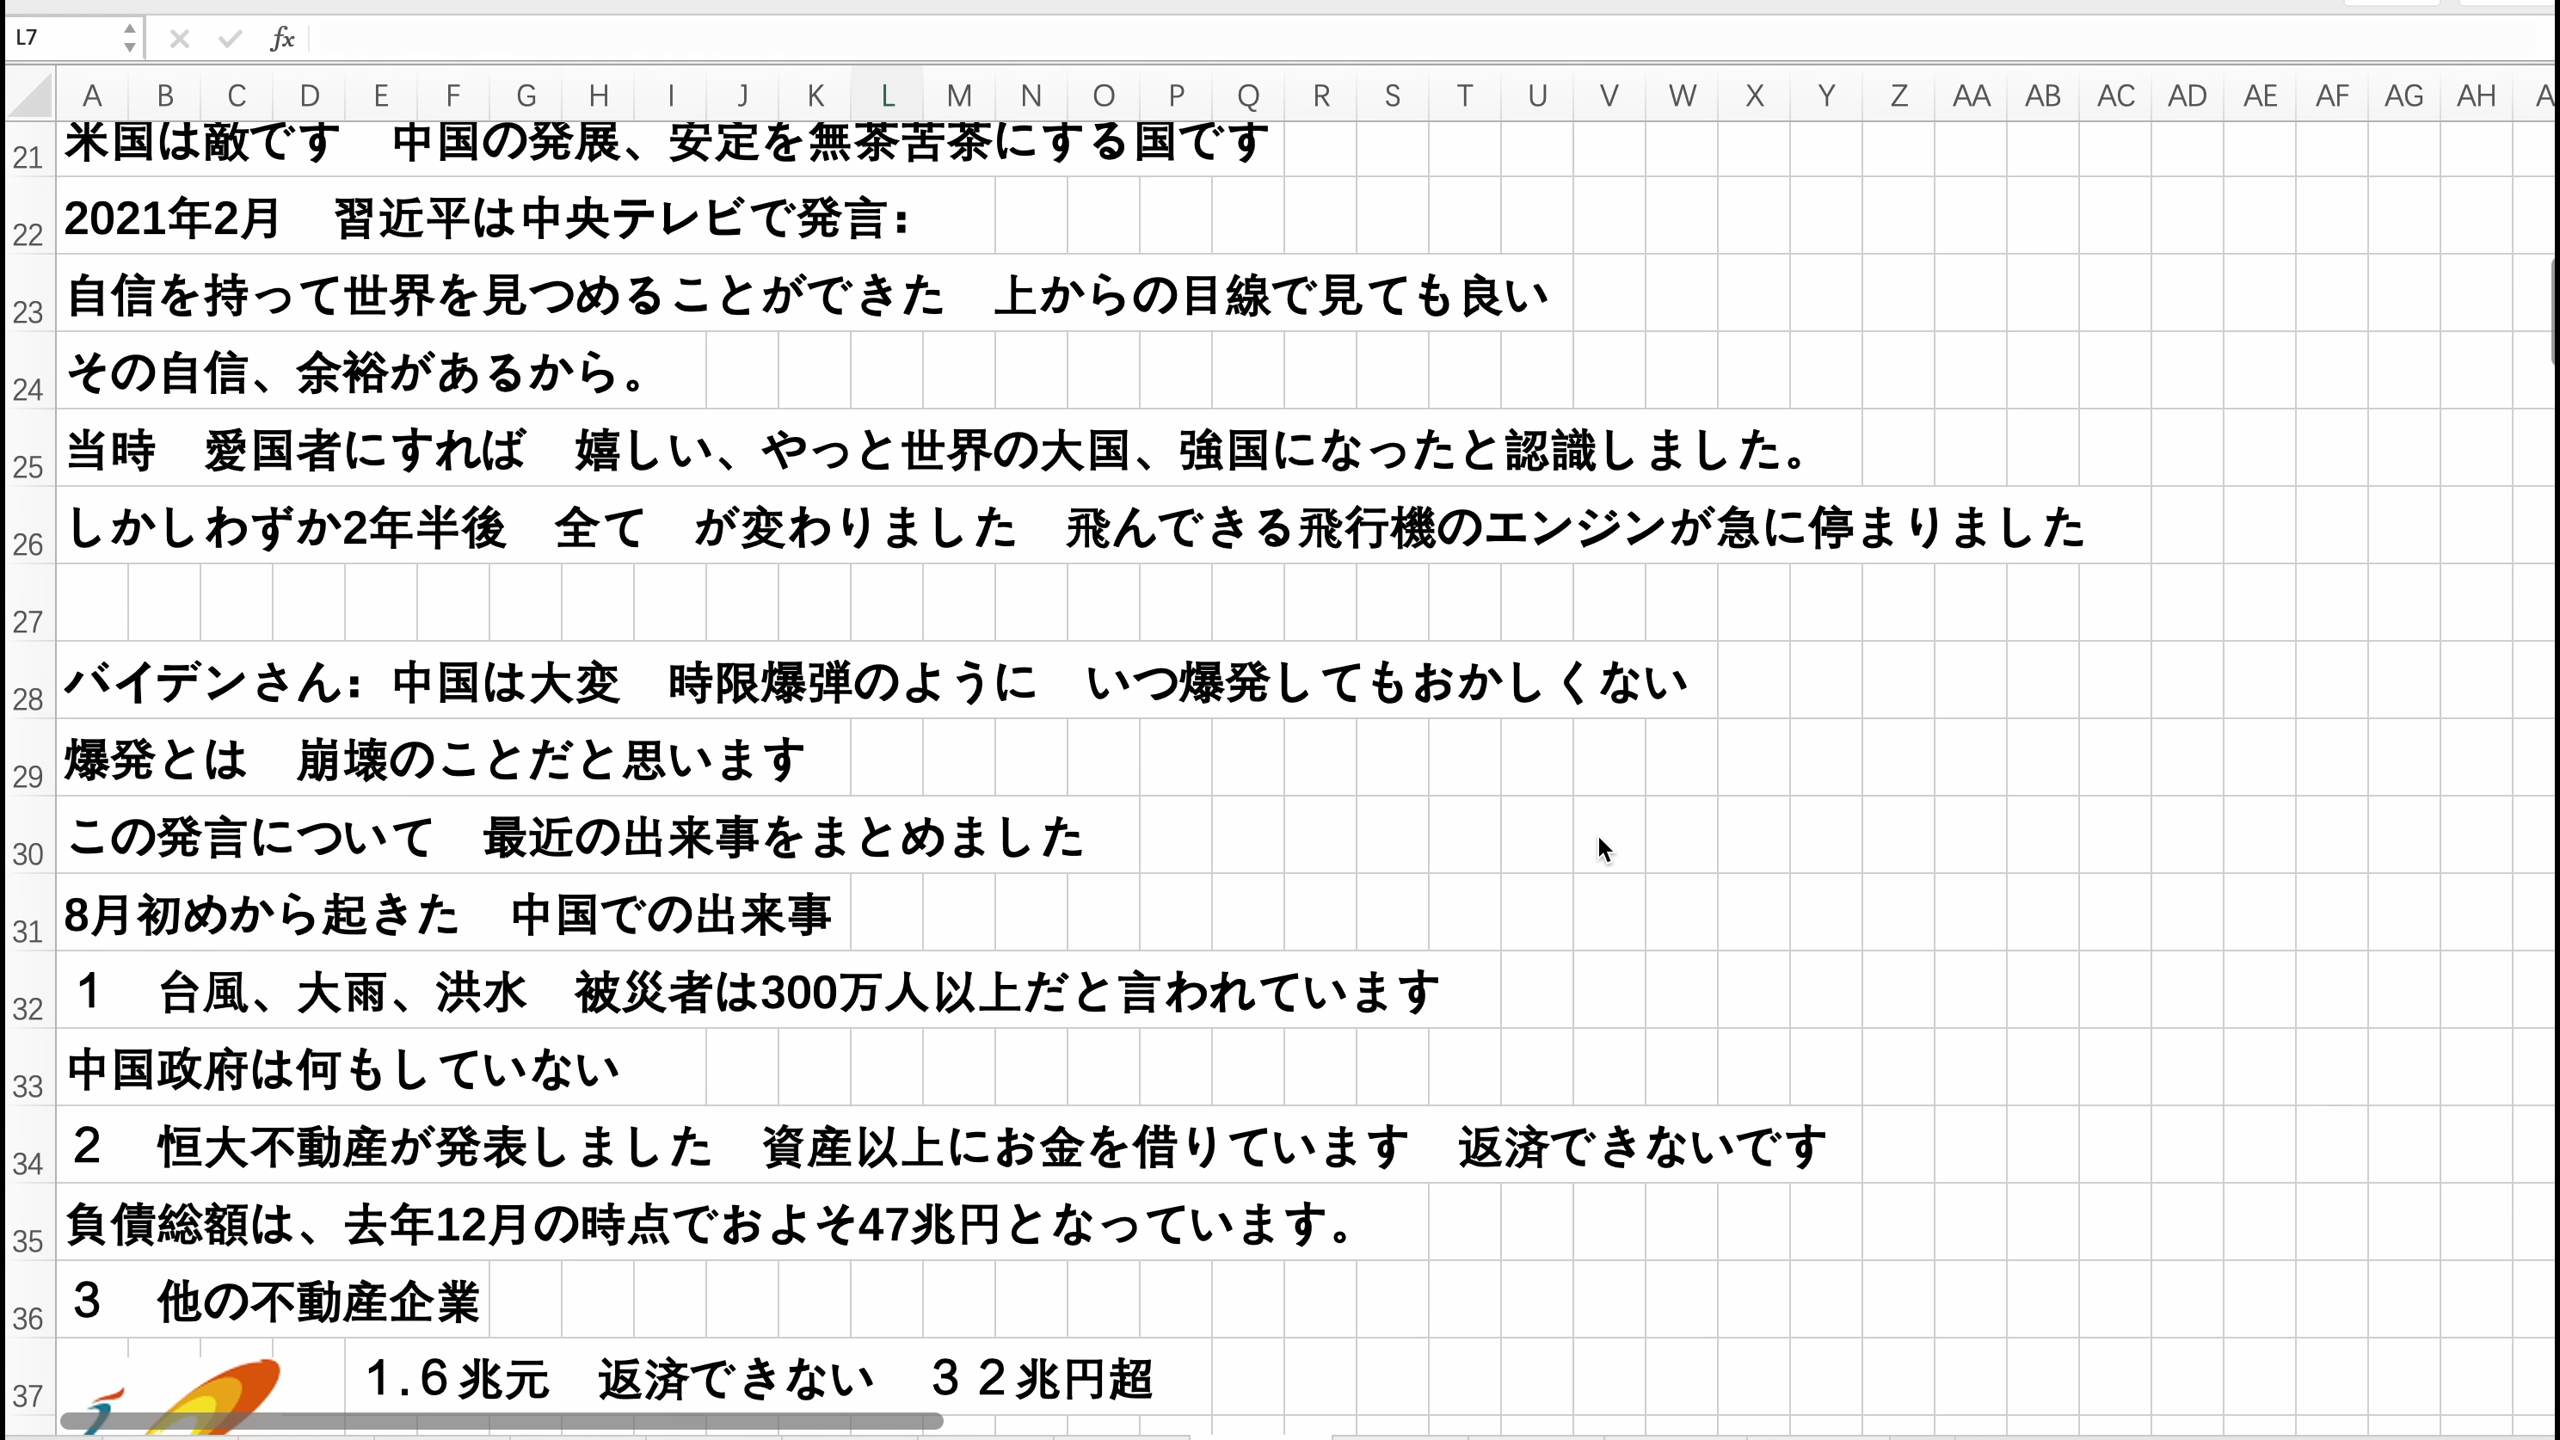 L7
fx
A B C D E F G H I J K L M N O P Q R S T U V W X Y Z AA AB AC AD AE AF AG AH
21 米国は敵です　中国の発展、安定を無茶苦茶にする国です
22 2021年2月　習近平は中央テレビで発言：
23 自信を持って世界を見つめることができた　上からの目線で見ても良い
24 その自信、余裕があるから。
25 当時　愛国者にすれば　嬉しい、やっと世界の大国、強国になったと認識しました。
26 しかしわずか2年半後　全て　が変わりました　飛んできる飛行機のエンジンが急に停まりました
27
28 バイデンさん：中国は大変　時限爆弾のように　いつ爆発してもおかしくない
29 爆発とは　崩壊のことだと思います
30 この発言について　最近の出来事をまとめました
31 8月初めから起きた　中国での出来事
32 １　台風、大雨、洪水　被災者は300万人以上だと言われています
33 中国政府は何もしていない
34 ２　恒大不動産が発表しました　資産以上にお金を借りています　返済できないです
35 負債総額は、去年12月の時点でおよそ47兆円となっています。
36 ３　他の不動産企業
37 １.６兆元　返済できない　３２兆円超